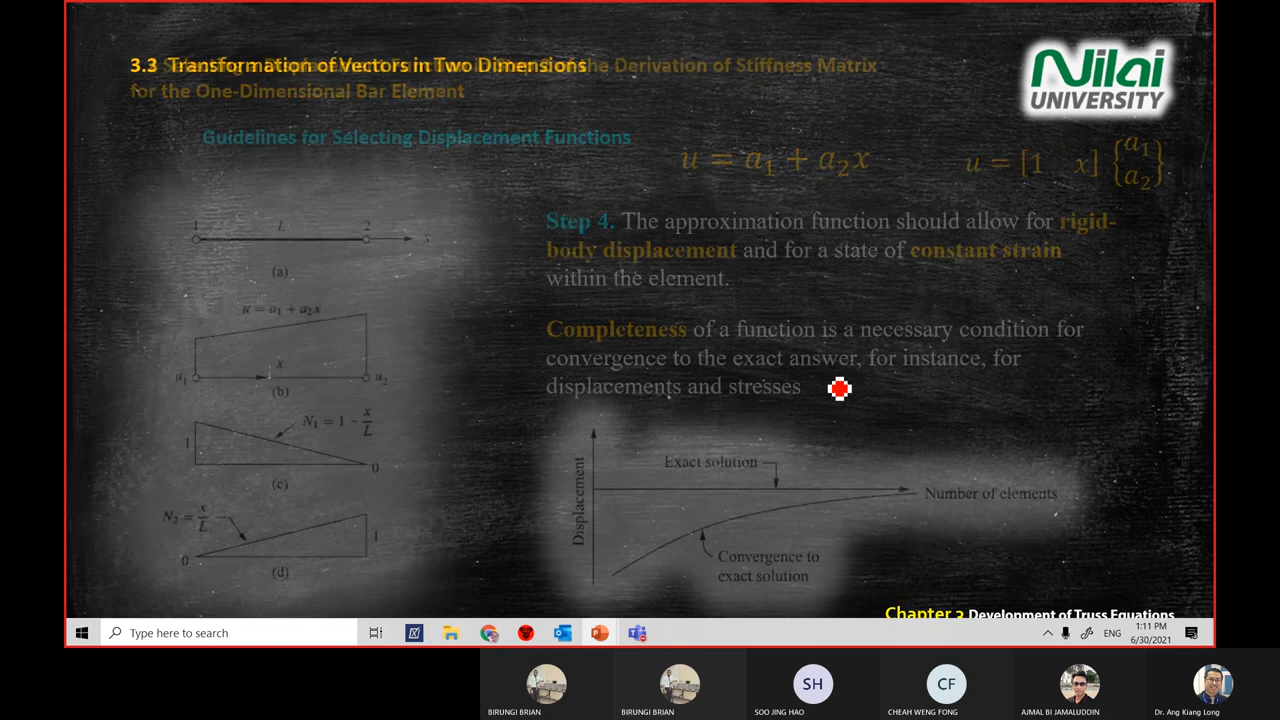 3.3 Transformation of Vectors in Two Dimensions
the Derivation of Stiffness Matrix
for the One-Dimensional Bar Element
Nilai
UNIVERSITY
Guidelines for Selecting Displacement Functions
u = a₁ + a₂x
u = [1 x] {a₁ a₂}
Step 4. The approximation function should allow for rigid-
body displacement and for a state of constant strain
within the element.
Completeness of a function is a necessary condition for
convergence to the exact answer, for instance, for
displacements and stresses
1 L 2
x
(a)
u = a₁ + a₂x
x
u₁ u₂
(b)
N₁ = 1 − x/L
1
0
(c)
N₂ = x/L
1
0
(d)
Displacement
Exact solution
Number of elements
Convergence to
exact solution
Chapter 3 Development of Truss Equations
Type here to search
ENG
1:11 PM
6/30/2021
SH
CF
BIRUNGI BRIAN
BIRUNGI BRIAN
SOO JING HAO
CHEAH WENG FONG
AJMAL BI JAMALUDDIN
Dr. Ang Kiang Long